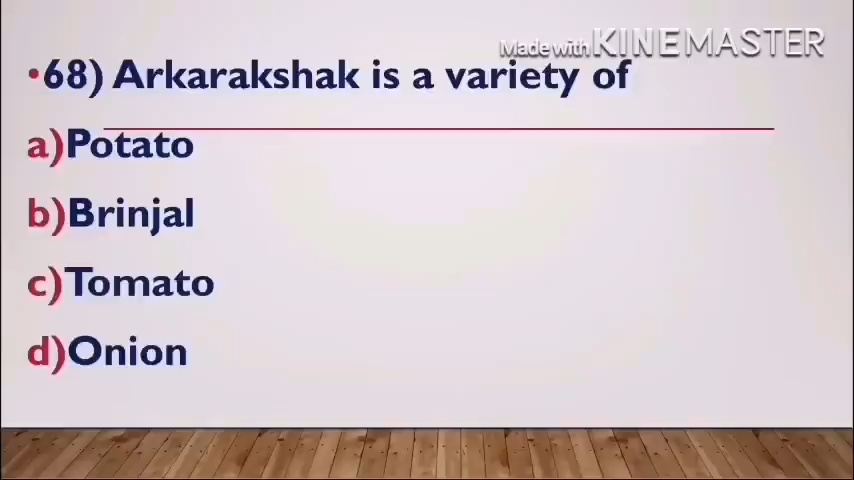 Made with KINEMASTER
•68) Arkarakshak is a variety of
a)Potato
b)Brinjal
c)Tomato
d)Onion